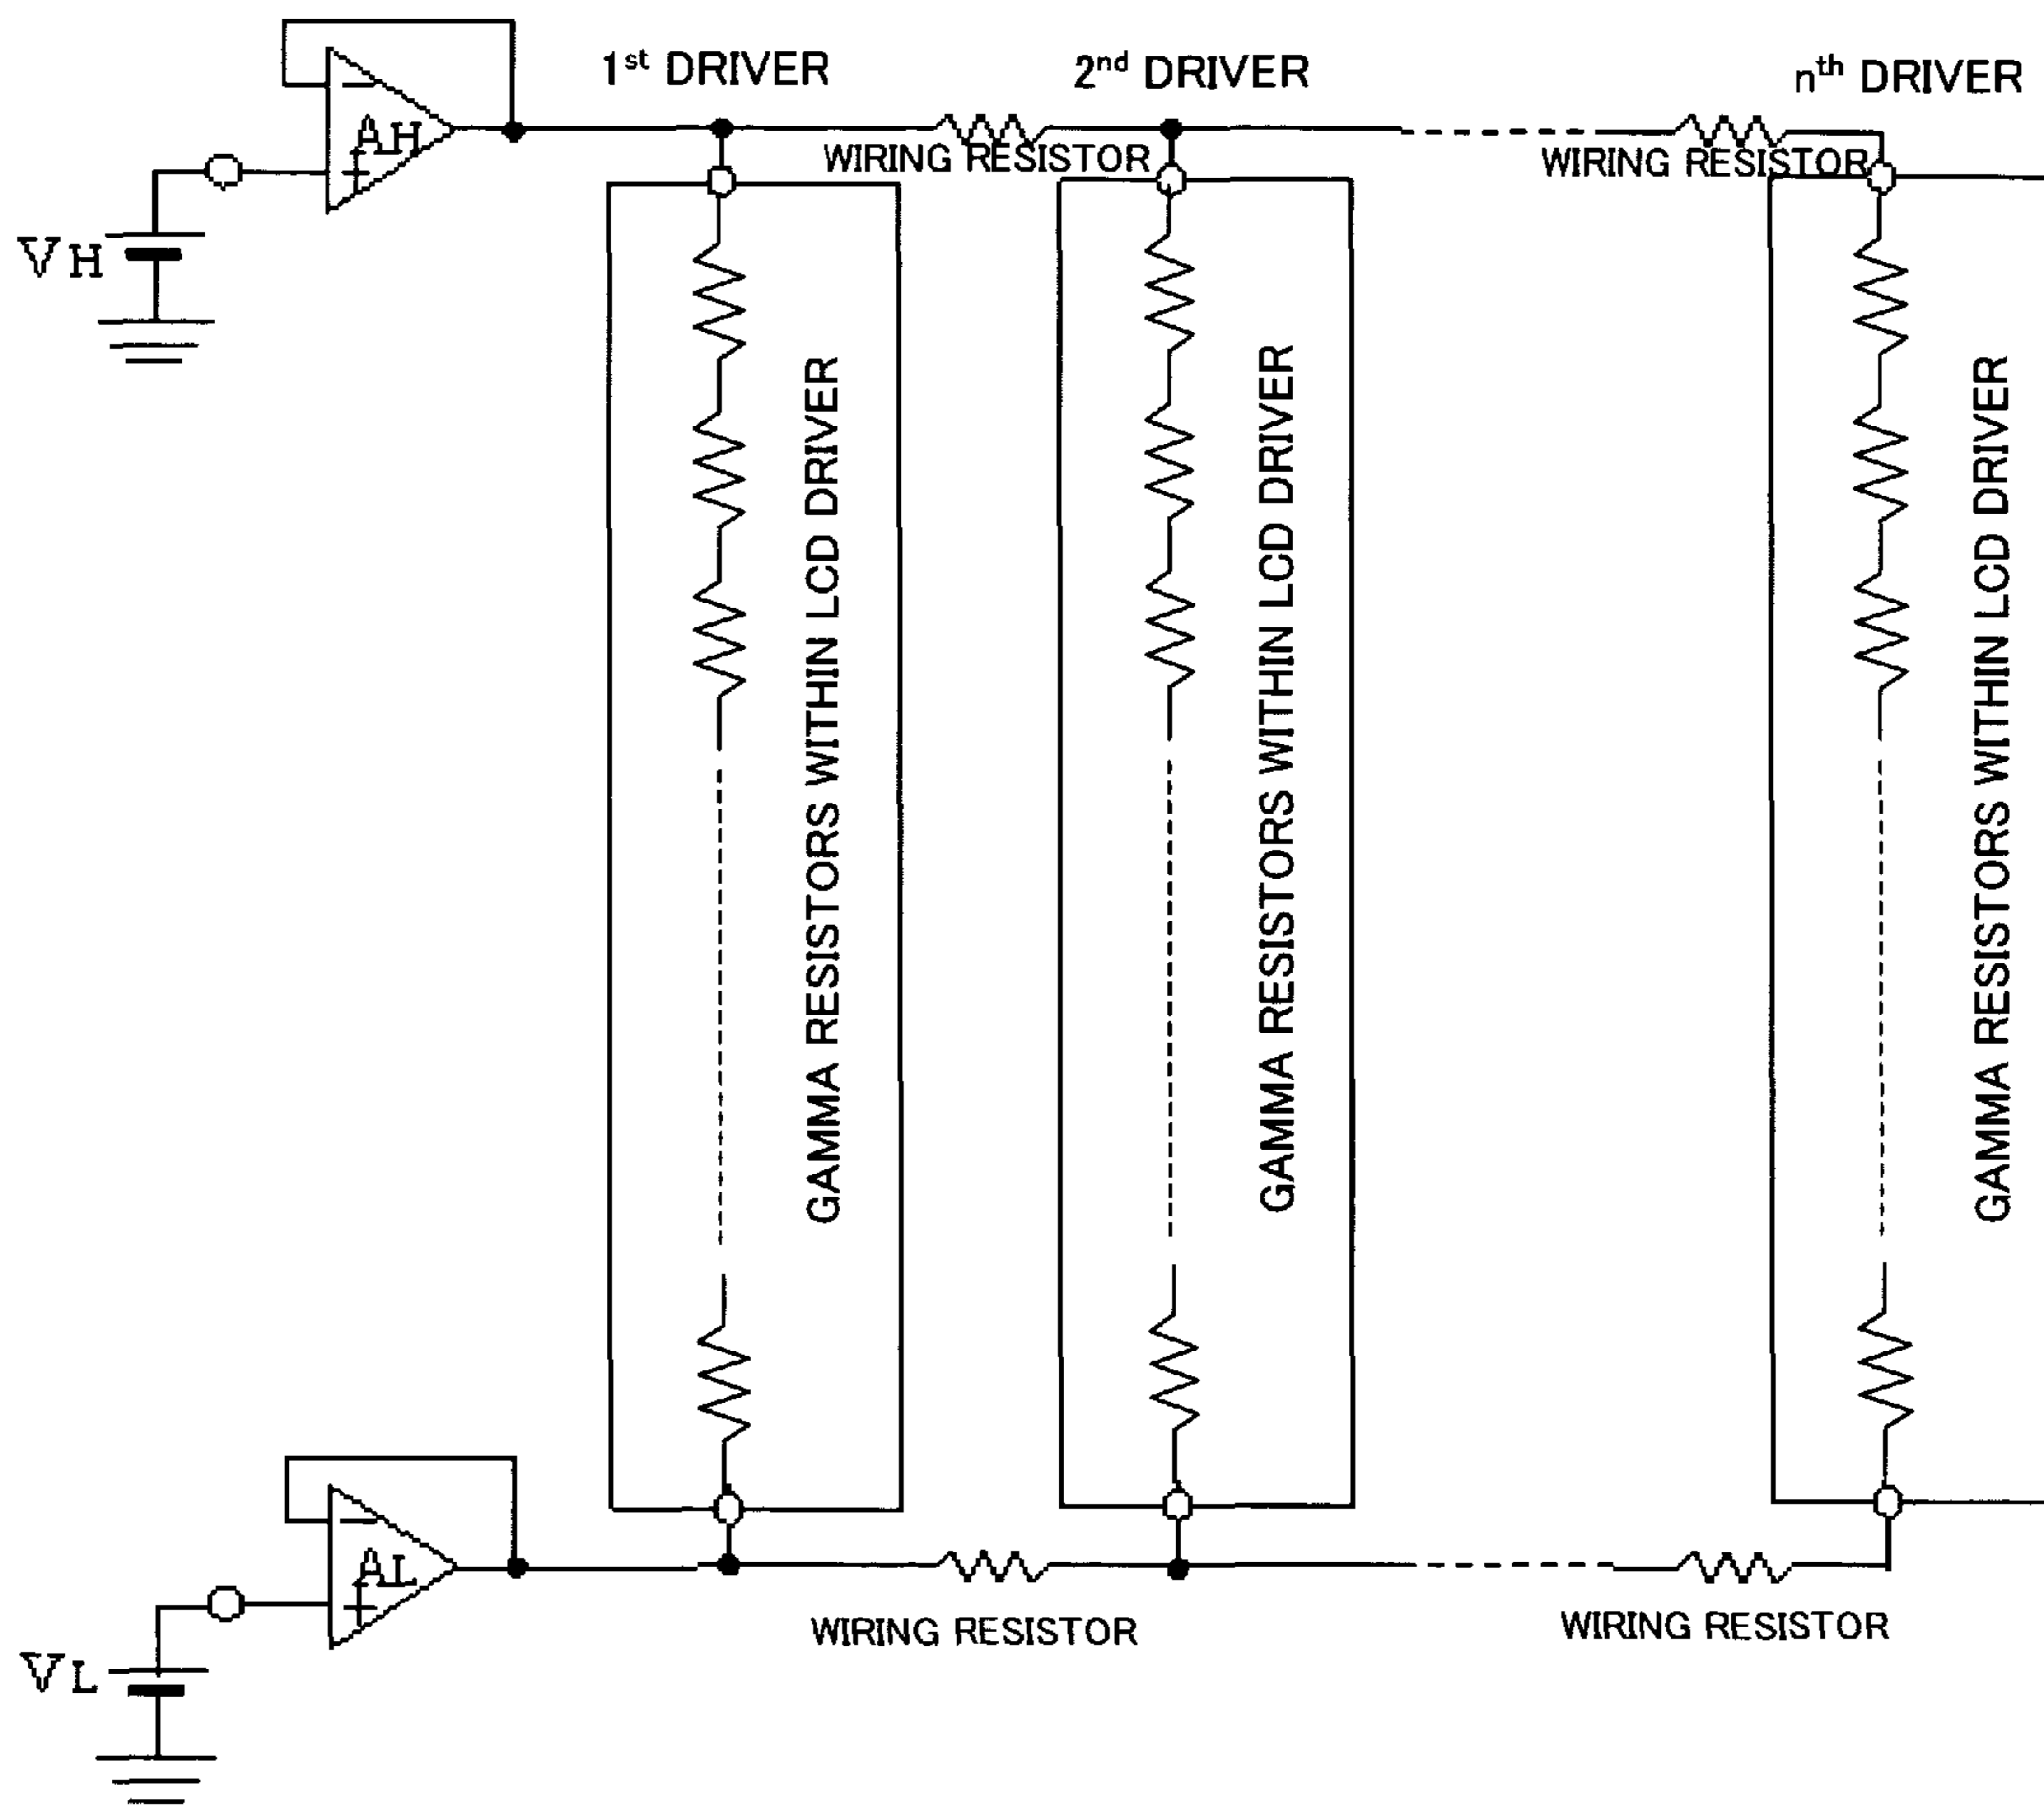 1st DRIVER
2nd DRIVER
nth DRIVER
AH
+
WIRING RESISTOR
WIRING RESISTOR
VH
GAMMA RESISTORS WITHIN LCD DRIVER
GAMMA RESISTORS WITHIN LCD DRIVER
GAMMA RESISTORS WITHIN LCD DRIVER
AL
+
WIRING RESISTOR
WIRING RESISTOR
VL